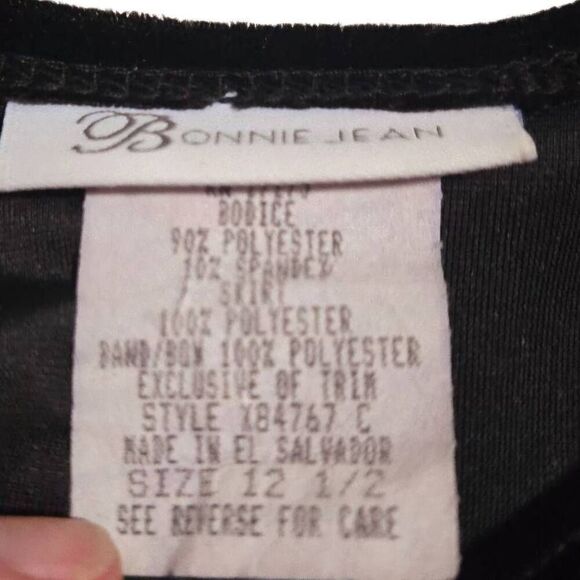 BONNIE JEAN
BODICE
90% POLYESTER
10% SPANDEX/
SKIRT
100% POLYESTER
BAND/BOW 100% POLYESTER
EXCLUSIVE OF TRIM
STYLE X84767 C
MADE IN EL SALVADOR
SIZE 12 1/2
SEE REVERSE FOR CARE